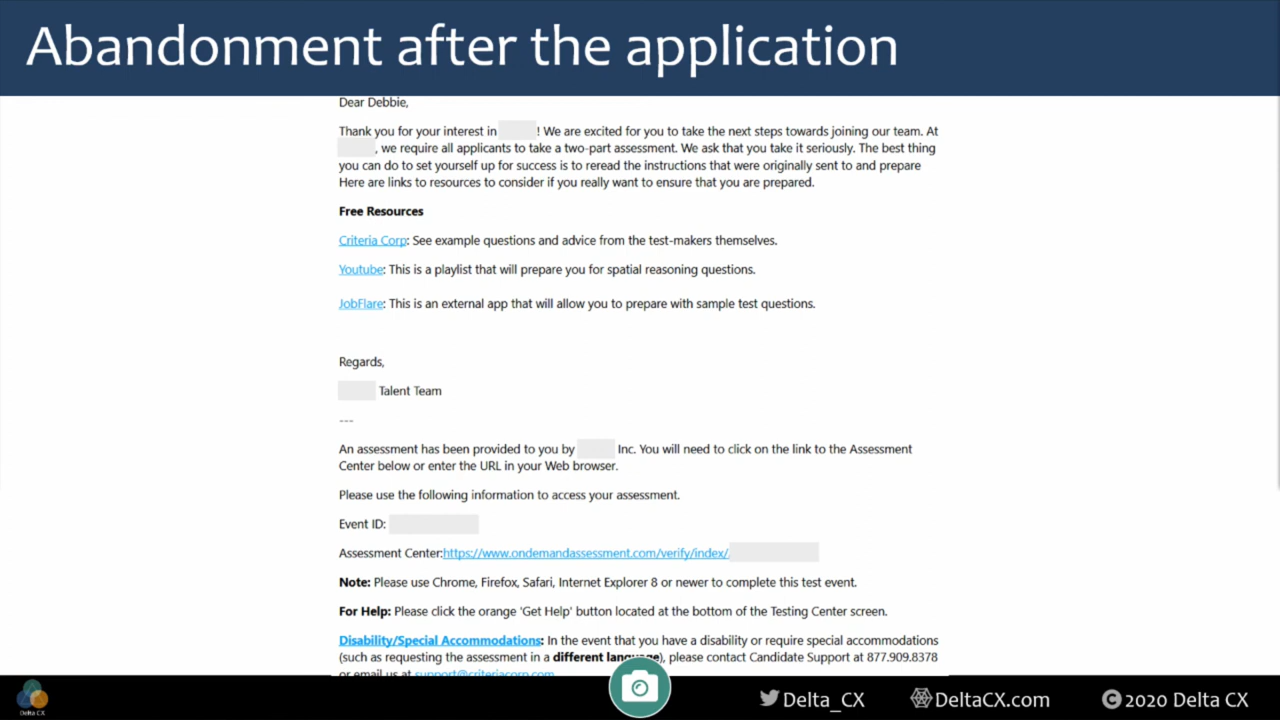 Abandonment after the application
Dear Debbie,
Thank you for your interest in ! We are excited for you to take the next steps towards joining our team. At
, we require all applicants to take a two-part assessment. We ask that you take it seriously. The best thing
you can do to set yourself up for success is to reread the instructions that were originally sent to and prepare
Here are links to resources to consider if you really want to ensure that you are prepared.
Free Resources
Criteria Corp: See example questions and advice from the test-makers themselves.
Youtube: This is a playlist that will prepare you for spatial reasoning questions.
JobFlare: This is an external app that will allow you to prepare with sample test questions.
Regards,
Talent Team
---
An assessment has been provided to you by Inc. You will need to click on the link to the Assessment
Center below or enter the URL in your Web browser.
Please use the following information to access your assessment.
Event ID:
Assessment Center:https://www.ondemandassessment.com/verify/index/
Note: Please use Chrome, Firefox, Safari, Internet Explorer 8 or newer to complete this test event.
For Help: Please click the orange 'Get Help' button located at the bottom of the Testing Center screen.
Disability/Special Accommodations: In the event that you have a disability or require special accommodations
(such as requesting the assessment in a different language), please contact Candidate Support at 877.909.8378
or email us at support@criteriacorp.com
Delta CX
Delta_CX
DeltaCX.com
©2020 Delta CX